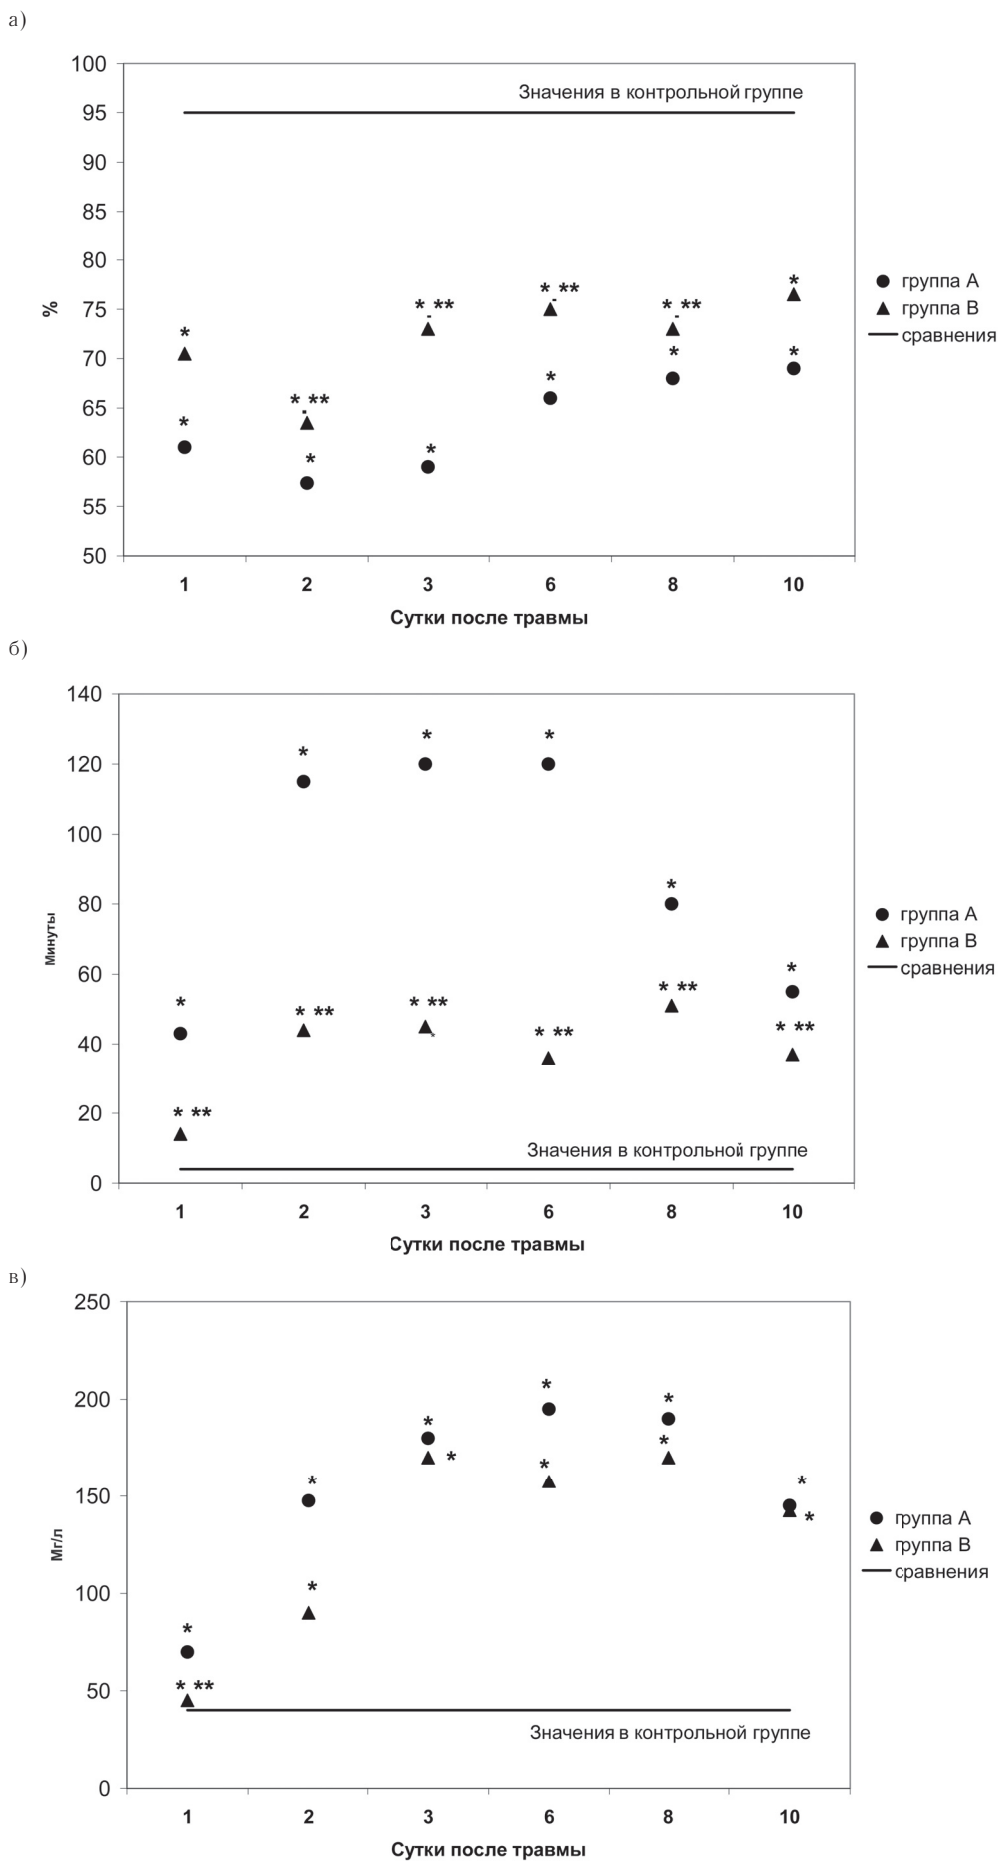 а)
100
Значения в контрольной группе
95
90
85
80
75
70
65
60
55
50
%
* * ** * ** * ** * ** *
* * * * * *
1 2 3 6 8 10
Сутки после травмы
группа А
группа В
сравнения
б)
140
120
100
80
60
40
20
0
Минуты
* * * * * *
* ** * ** * ** * ** * ** * **
Значения в контрольной группе
1 2 3 6 8 10
Сутки после травмы
группа А
группа В
сравнения
в)
250
200
150
100
50
0
Мг/л
* * * * * *
* ** * * * * *
Значения в контрольной группе
1 2 3 6 8 10
Сутки после травмы
группа А
группа В
сравнения